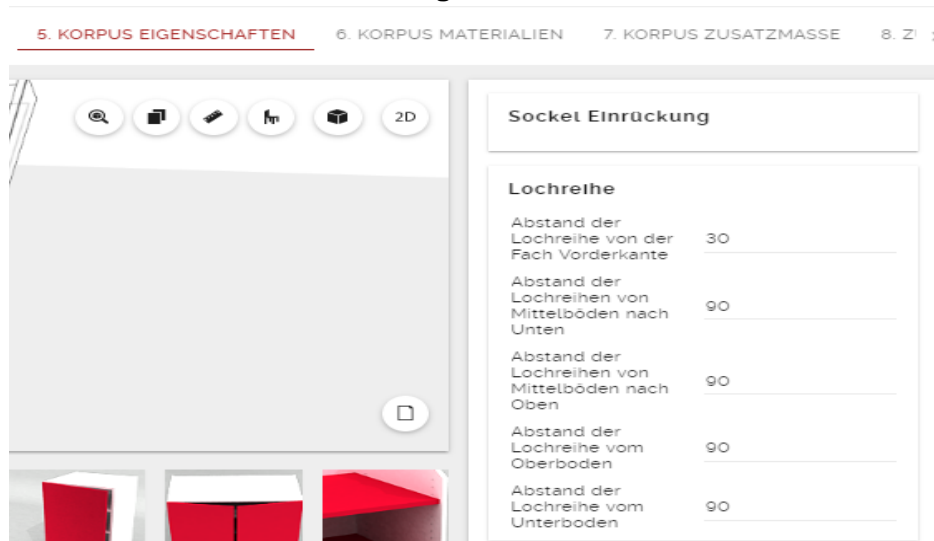 5. KORPUS EIGENSCHAFTEN
6. KORPUS MATERIALIEN
7. KORPUS ZUSATZMASSE
8.
2D
Sockel Einrückung
Lochreihe
Abstand der
Lochreihe von der
Fach Vorderkante
30
Abstand der
Lochreihen von
Mittelböden nach
Unten
90
Abstand der
Lochreihen von
Mittelböden nach
Oben
90
Abstand der
Lochreihe vom
Oberboden
90
Abstand der
Lochreihe vom
Unterboden
90